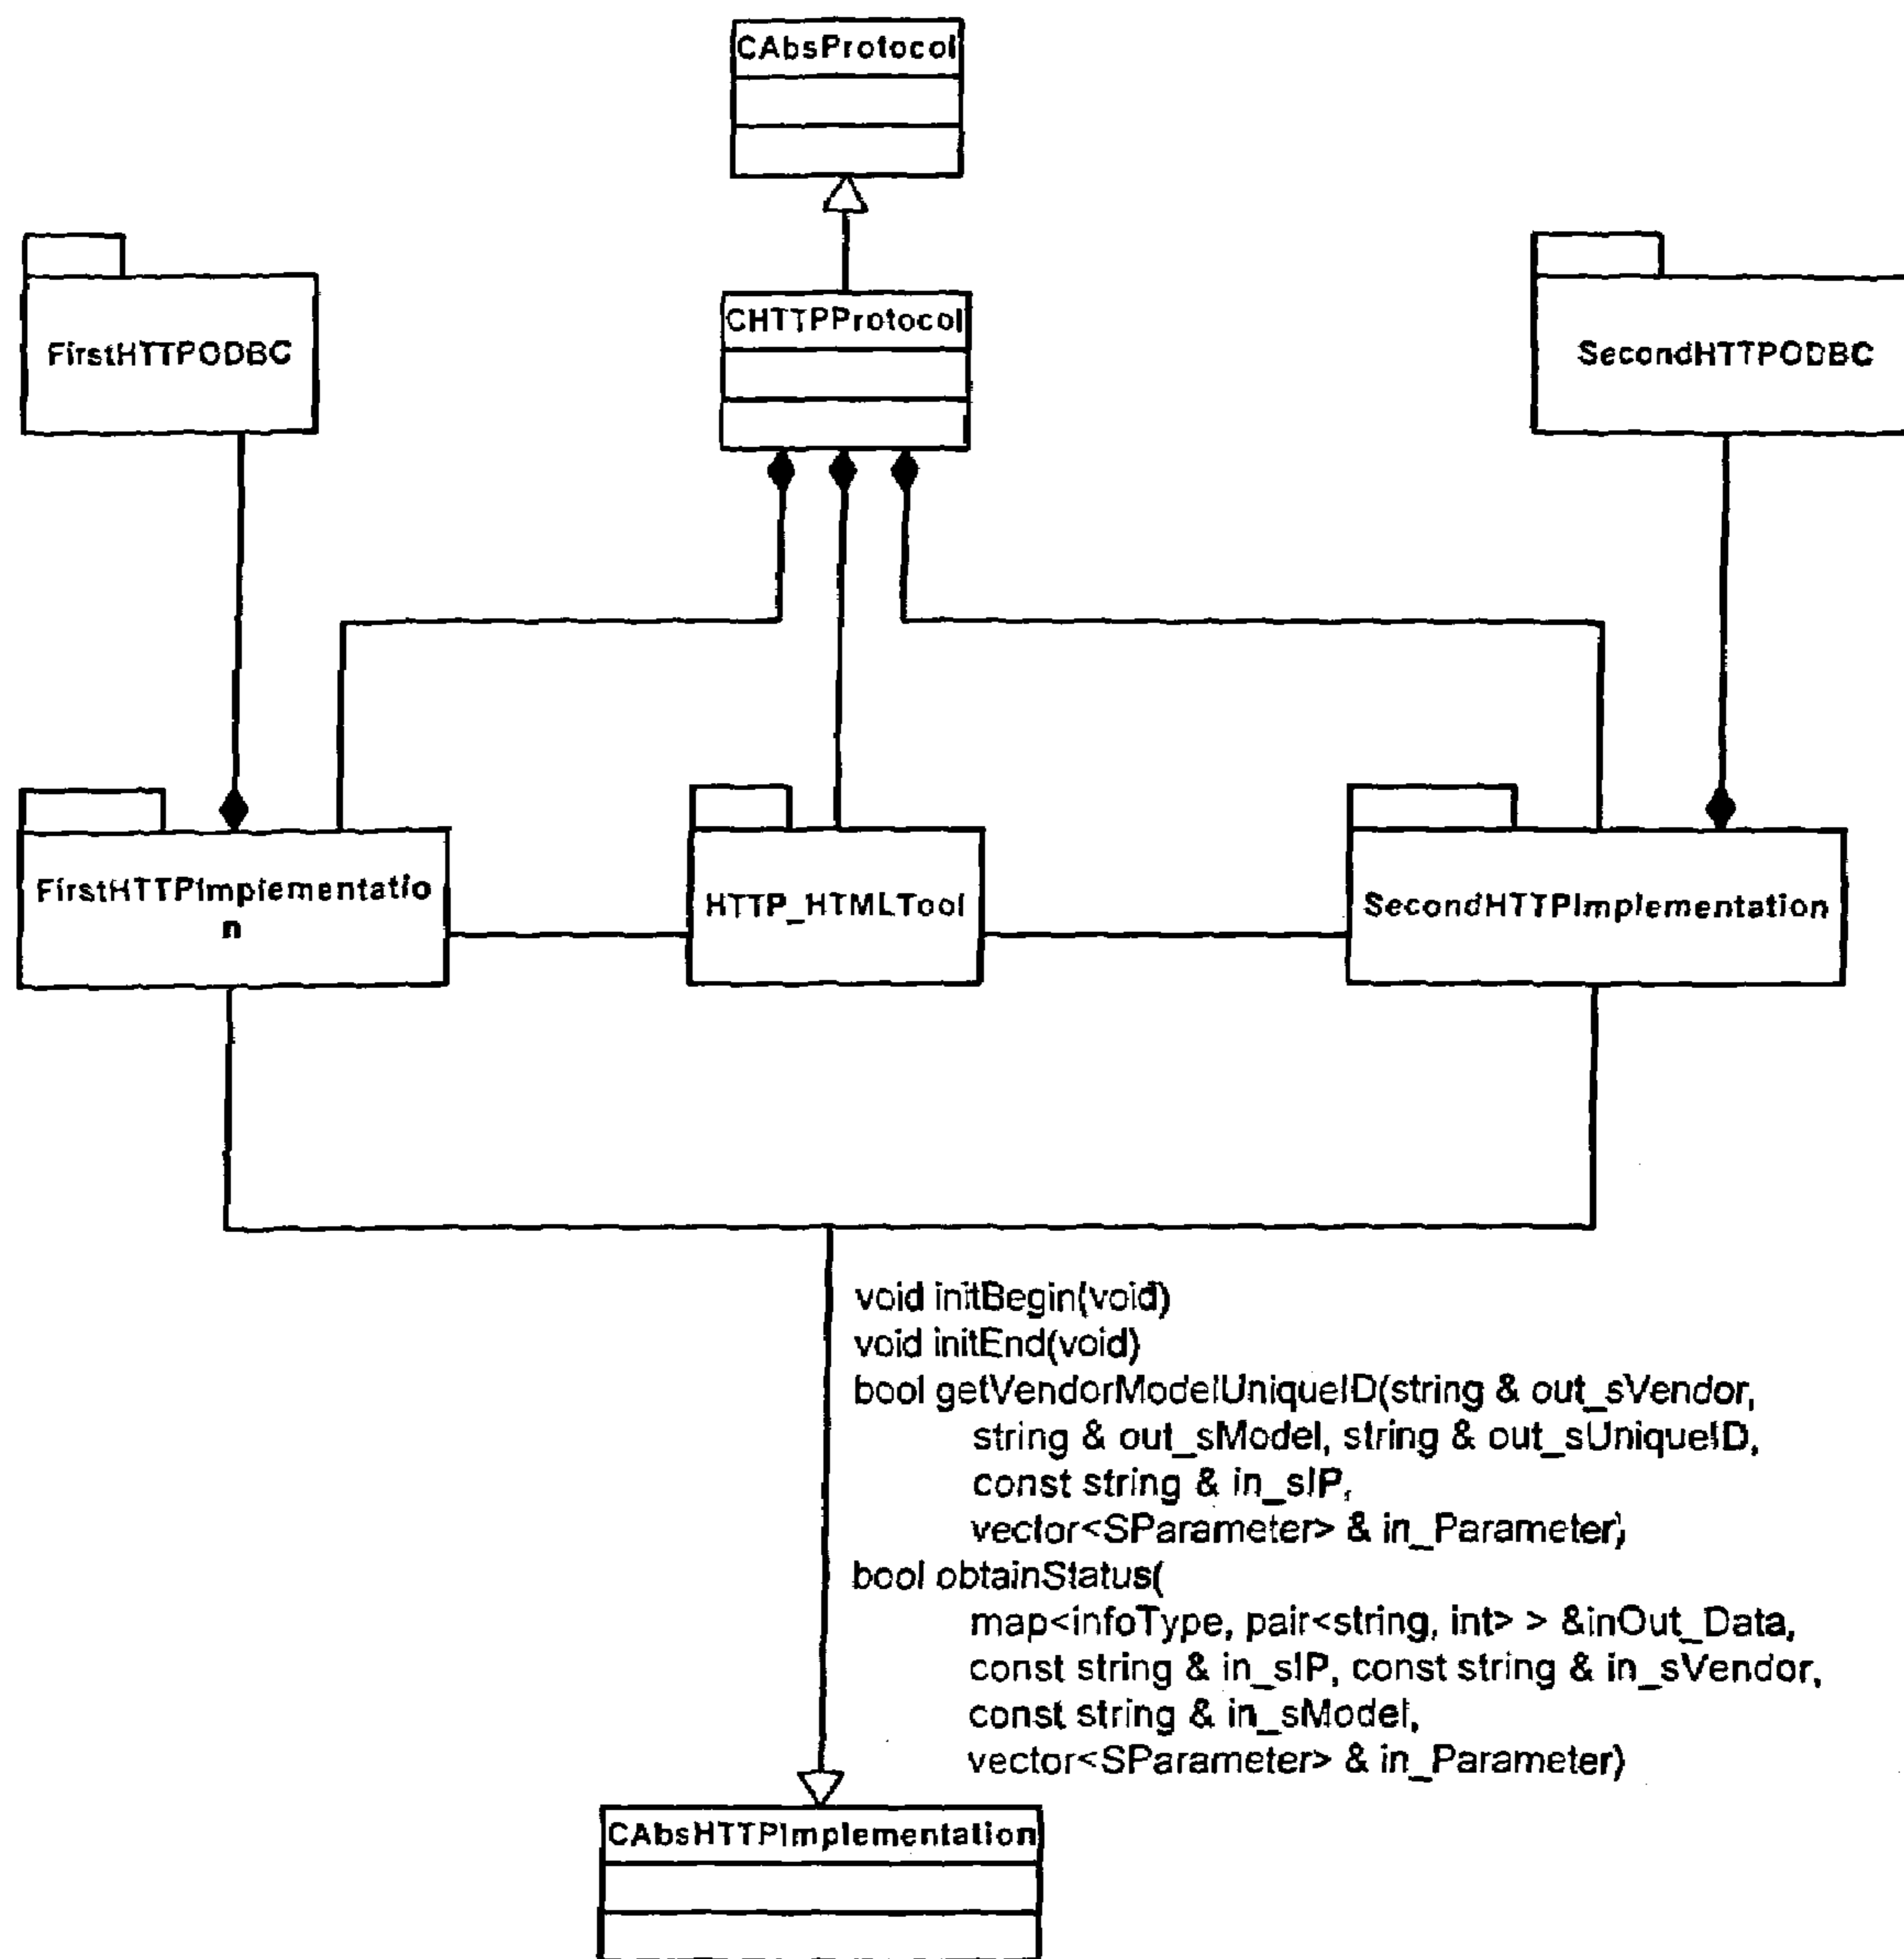 CAbsProtocol
FirstHTTPODBC
CHTTPProtocol
SecondHTTPODBC
FirstHTTPImplementatio
n
HTTP_HTMLTool
SecondHTTPImplementation
void initBegin(void)
void initEnd(void)
bool getVendorModelUniqueID(string & out_sVendor,
string & out_sModel, string & out_sUniqueID,
const string & in_sIP,
vector<SParameter> & in_Parameter)
bool obtainStatus(
map<infoType, pair<string, int> > &inOut_Data,
const string & in_sIP, const string & in_sVendor,
const string & in_sModel,
vector<SParameter> & in_Parameter)
CAbsHTTPImplementation